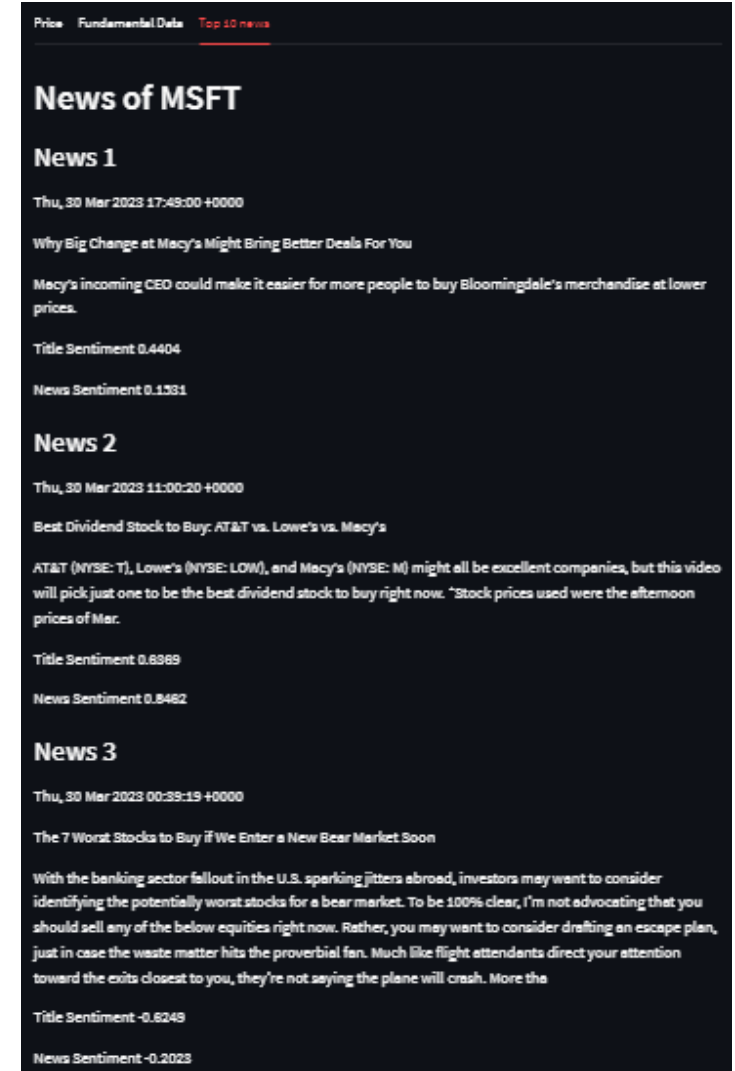 Price Fundamental Data Top 10 news
News of MSFT
News 1
Thu, 30 Mar 2023 17:49:00 +0000
Why Big Change at Macy's Might Bring Better Deals For You
Macy's incoming CEO could make it easier for more people to buy Bloomingdale's merchandise at lower
prices.
Title Sentiment 0.4404
News Sentiment 0.1531
News 2
Thu, 30 Mar 2023 11:00:20 +0000
Best Dividend Stock to Buy: AT&T vs. Lowe's vs. Macy's
AT&T (NYSE: T), Lowe's (NYSE: LOW), and Macy's (NYSE: M) might all be excellent companies, but this video
will pick just one to be the best dividend stock to buy right now. *Stock prices used were the afternoon
prices of Mar.
Title Sentiment 0.6369
News Sentiment 0.8462
News 3
Thu, 30 Mar 2023 00:39:19 +0000
The 7 Worst Stocks to Buy if We Enter a New Bear Market Soon
With the banking sector fallout in the U.S. sparking jitters abroad, investors may want to consider
identifying the potentially worst stocks for a bear market. To be 100% clear, I'm not advocating that you
should sell any of the below equities right now. Rather, you may want to consider drafting an escape plan,
just in case the waste matter hits the proverbial fan. Much like flight attendants direct your attention
toward the exits closest to you, they're not saying the plane will crash. More tha
Title Sentiment -0.6249
News Sentiment -0.2023